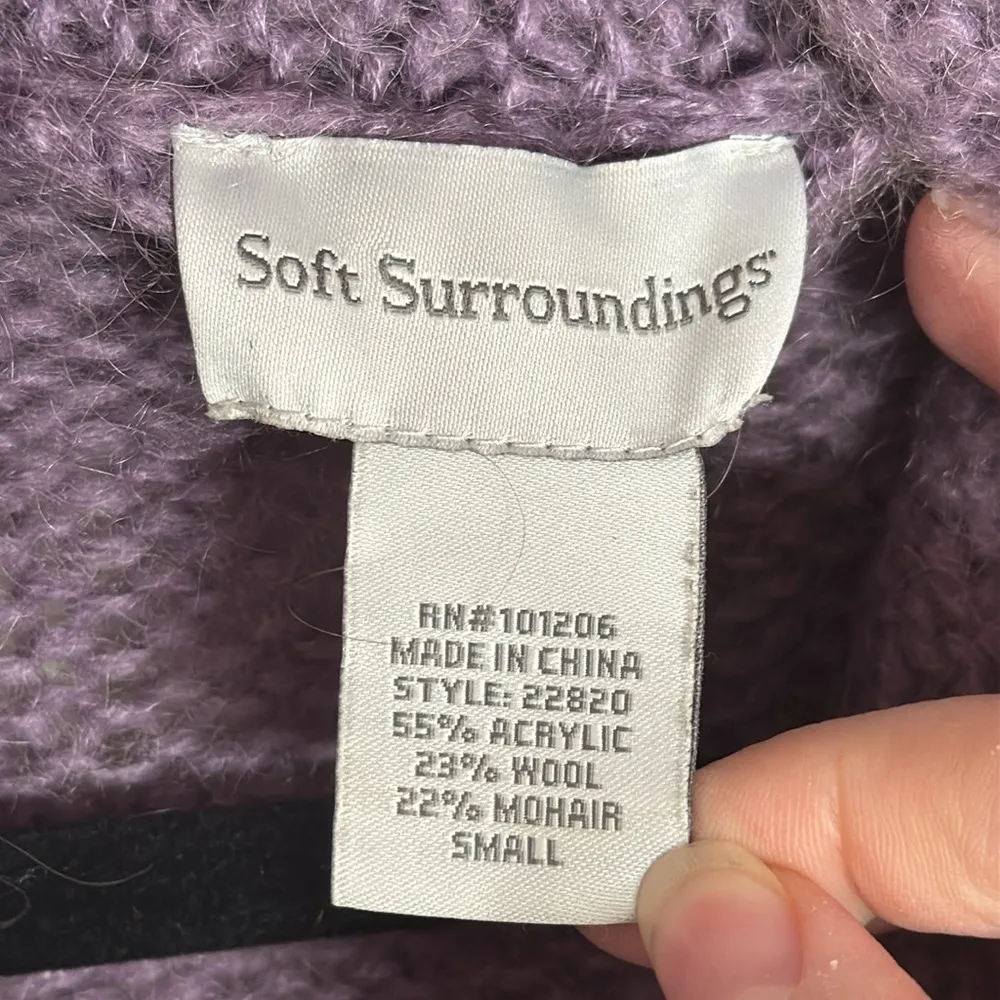 Soft Surroundings
RN#101206
MADE IN CHINA
STYLE: 22820
55% ACRYLIC
23% WOOL
22% MOHAIR
SMALL